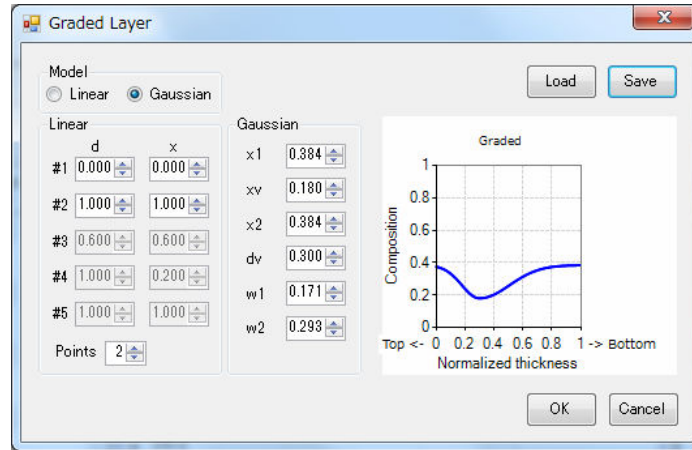 Graded Layer
Model
Linear Gaussian
Load Save
Linear
d x
#1 0.000 0.000
#2 1.000 1.000
#3 0.600 0.600
#4 1.000 0.200
#5 1.000 1.000
Points 2
Gaussian
x1 0.384
xv 0.180
x2 0.384
dv 0.300
w1 0.171
w2 0.293
Graded
Composition
1
0.8
0.6
0.4
0.2
0
Top <- 0 0.2 0.4 0.6 0.8 1 -> Bottom
Normalized thickness
OK Cancel